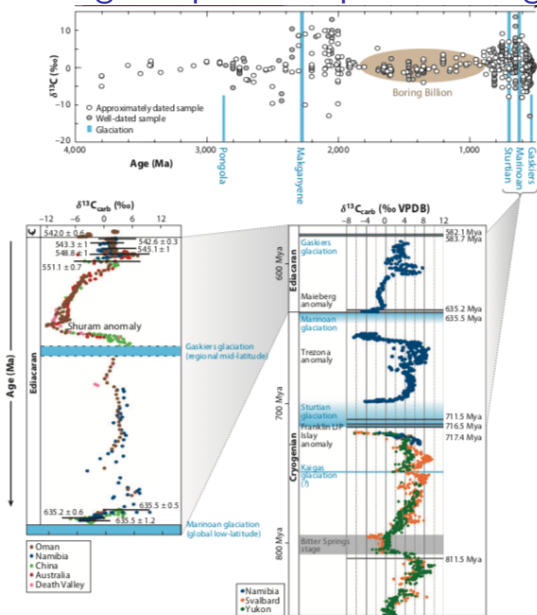 δ¹³C (‰)
10
0
−10
−20
Approximately dated sample
Well-dated sample
Glaciation
Boring Billion
4,000
3,000
2,000
1,000
Age (Ma)
Pongola
Makganyene
Sturtian
Marinoan
Gaskiers
δ¹³Ccarb (‰)
−12 −6 0 6 12
542.0 ± 0.6
542.6 ± 0.3
543.3 ± 1
545.1 ± 1
548.8 ± 1
551.1 ± 0.7
Shuram anomaly
Gaskiers glaciation
(regional mid-latitude)
Age (Ma)
Ediacaran
635.5 ± 0.5
635.2 ± 0.6
635.5 ± 1.2
Marinoan glaciation
(global low-latitude)
Oman
Namibia
China
Australia
Death Valley
δ¹³Ccarb (‰ VPDB)
−8 −4 0 4 8 12
582.1 Mya
583.7 Mya
Gaskiers
glaciation
600 Mya
Ediacaran
Maieberg
anomaly
635.2 Mya
635.5 Mya
Marinoan
glaciation
Trezona
anomaly
700 Mya
Sturtian
glaciation
711.5 Mya
Franklin LIP
716.5 Mya
Islay
anomaly
717.4 Mya
Cryogenian
Kaigas
glaciation
(?)
Bitter Springs
stage
800 Mya
811.5 Mya
Namibia
Svalbard
Yukon